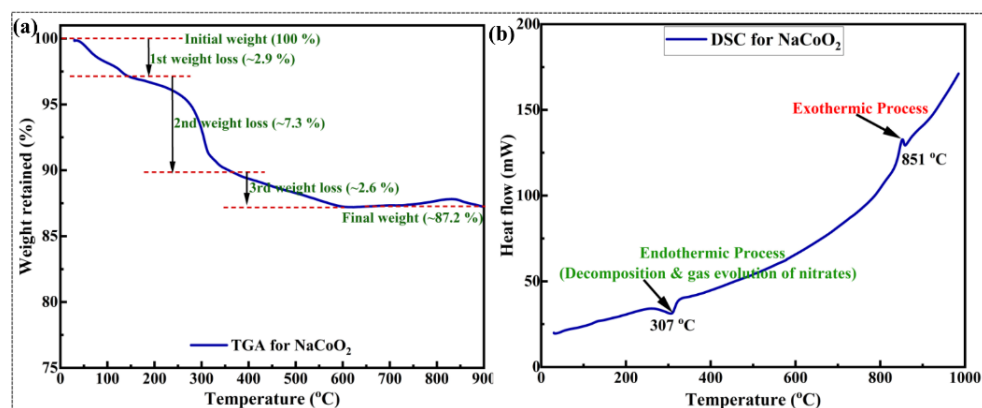 (a)
100
95
90
85
80
75
Weight retained (%)
Initial weight (100 %)
1st weight loss (~2.9 %)
2nd weight loss (~7.3 %)
3rd weight loss (~2.6 %)
Final weight (~87.2 %)
TGA for NaCoO₂
0 100 200 300 400 500 600 700 800 900
Temperature (°C)
(b)
200
150
100
50
0
Heat flow (mW)
DSC for NaCoO₂
Exothermic Process
851 °C
Endothermic Process
(Decomposition & gas evolution of nitrates)
307 °C
0 200 400 600 800 1000
Temperature (°C)